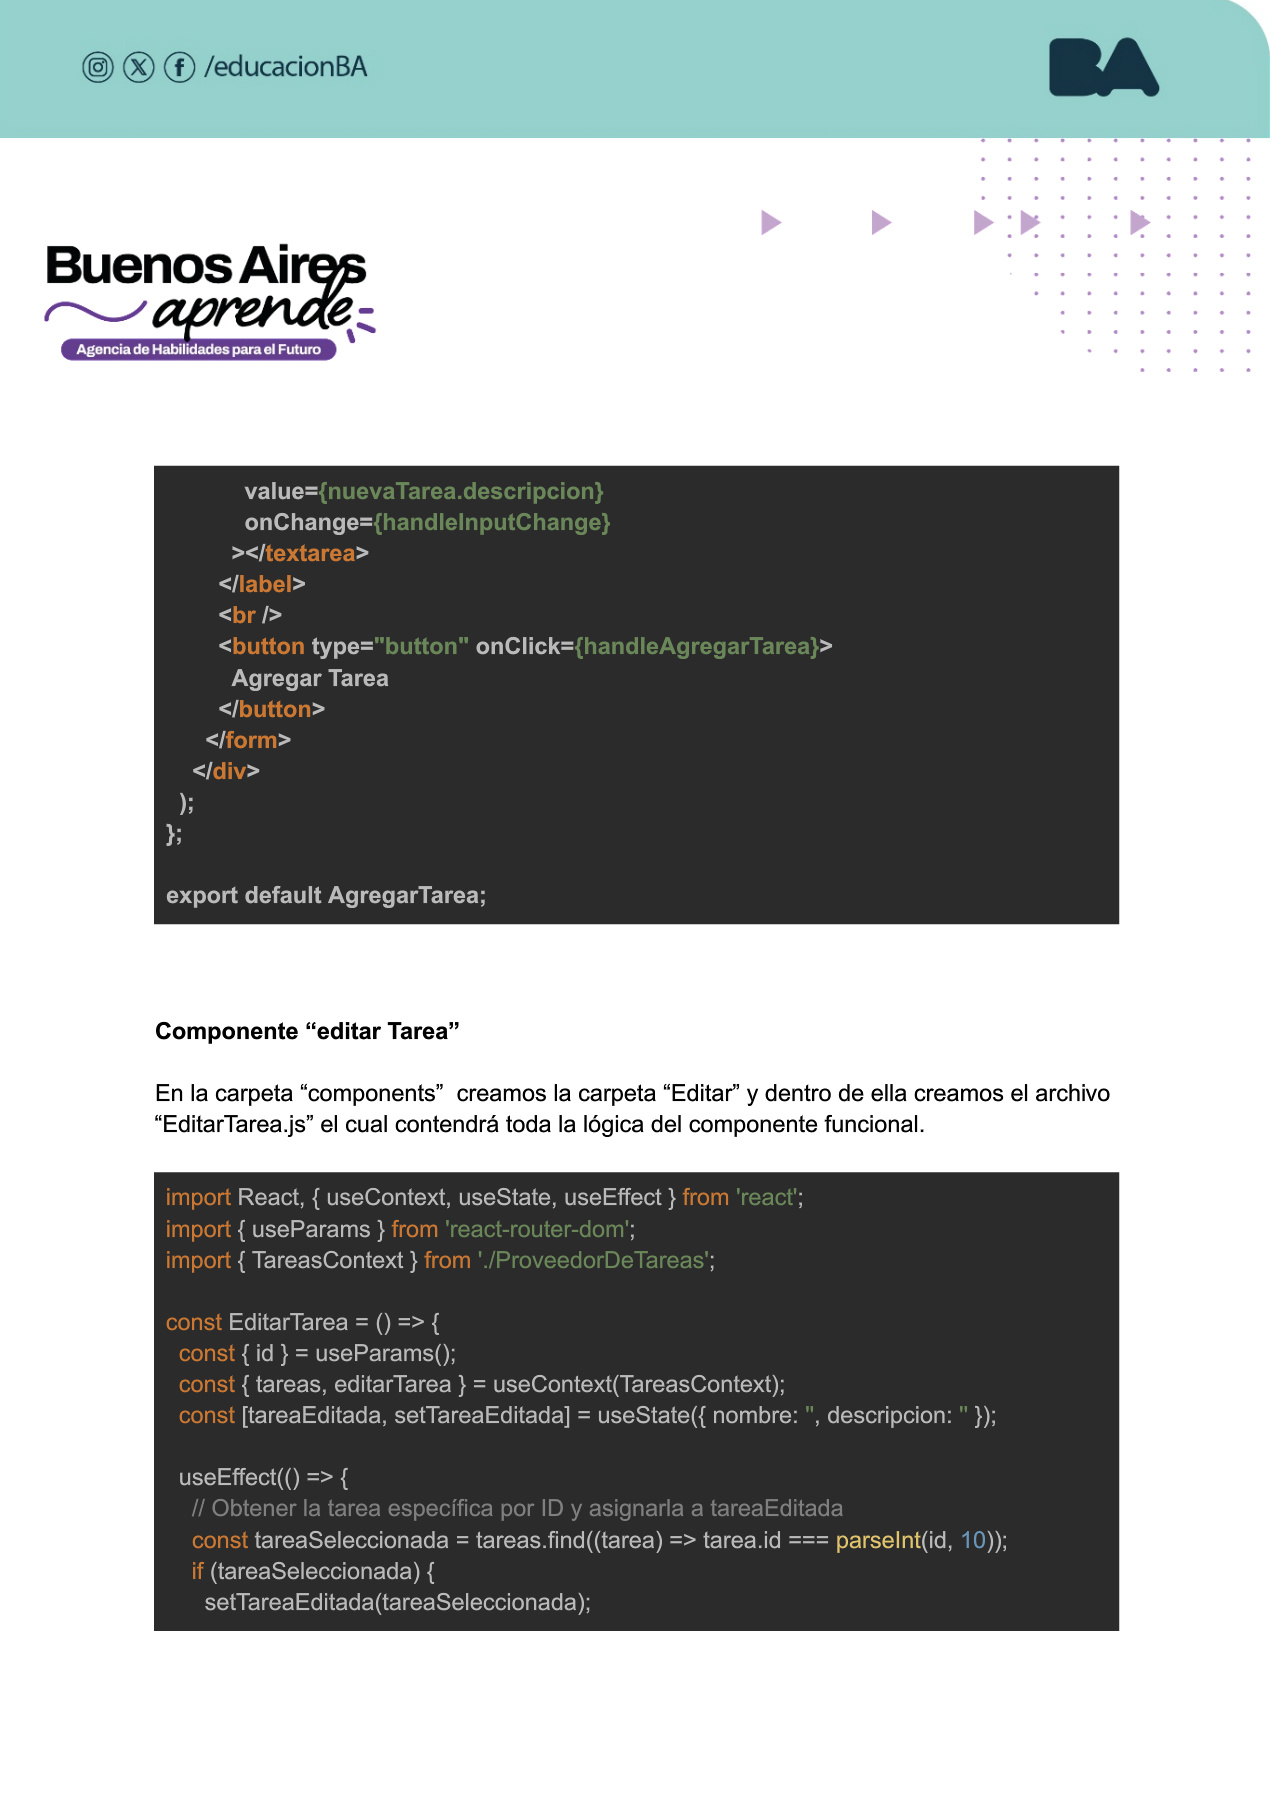 /educacionBA
BA
Buenos Aires
aprende
Agencia de Habilidades para el Futuro
value={nuevaTarea.descripcion}
onChange={handleInputChange}
></textarea>
</label>
<br />
<button type="button" onClick={handleAgregarTarea}>
Agregar Tarea
</button>
</form>
</div>
);
};
export default AgregarTarea;
Componente “editar Tarea”
En la carpeta “components”  creamos la carpeta “Editar” y dentro de ella creamos el archivo
“EditarTarea.js” el cual contendrá toda la lógica del componente funcional.
import React, { useContext, useState, useEffect } from 'react';
import { useParams } from 'react-router-dom';
import { TareasContext } from './ProveedorDeTareas';
const EditarTarea = () => {
const { id } = useParams();
const { tareas, editarTarea } = useContext(TareasContext);
const [tareaEditada, setTareaEditada] = useState({ nombre: '', descripcion: '' });
useEffect(() => {
// Obtener la tarea específica por ID y asignarla a tareaEditada
const tareaSeleccionada = tareas.find((tarea) => tarea.id === parseInt(id, 10));
if (tareaSeleccionada) {
setTareaEditada(tareaSeleccionada);